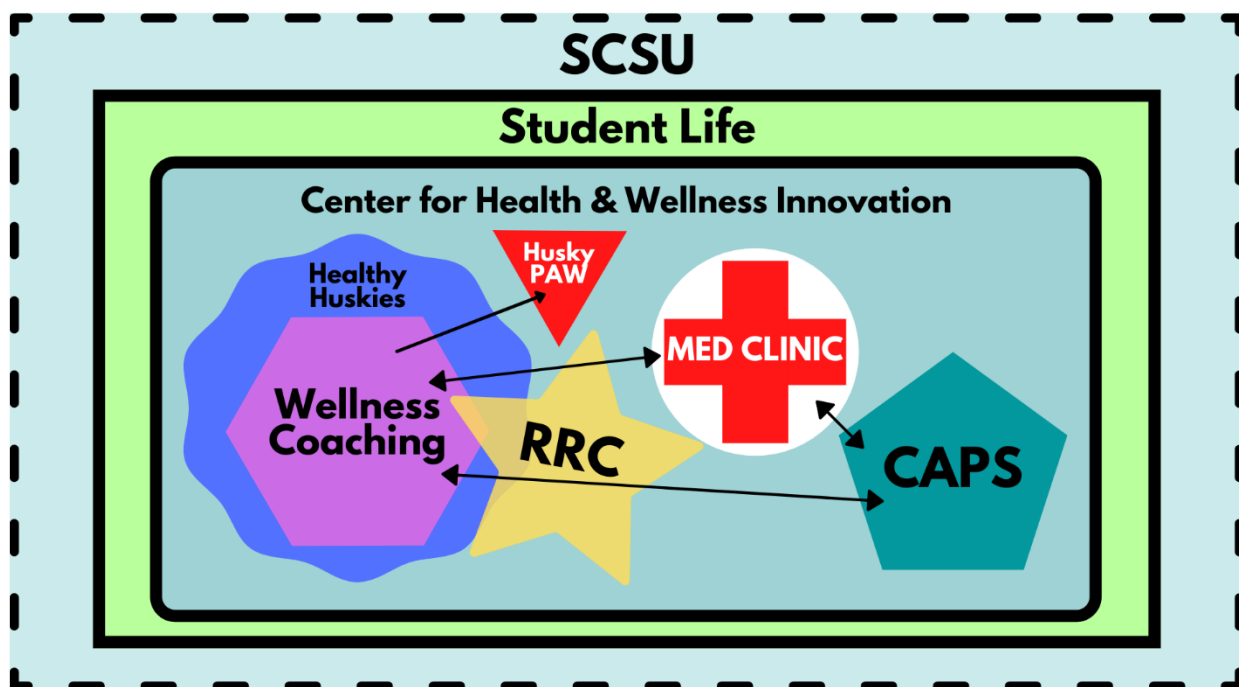 SCSU
Student Life
Center for Health & Wellness Innovation
Healthy
Huskies
Husky
PAW
MED CLINIC
Wellness
Coaching
RRC
CAPS